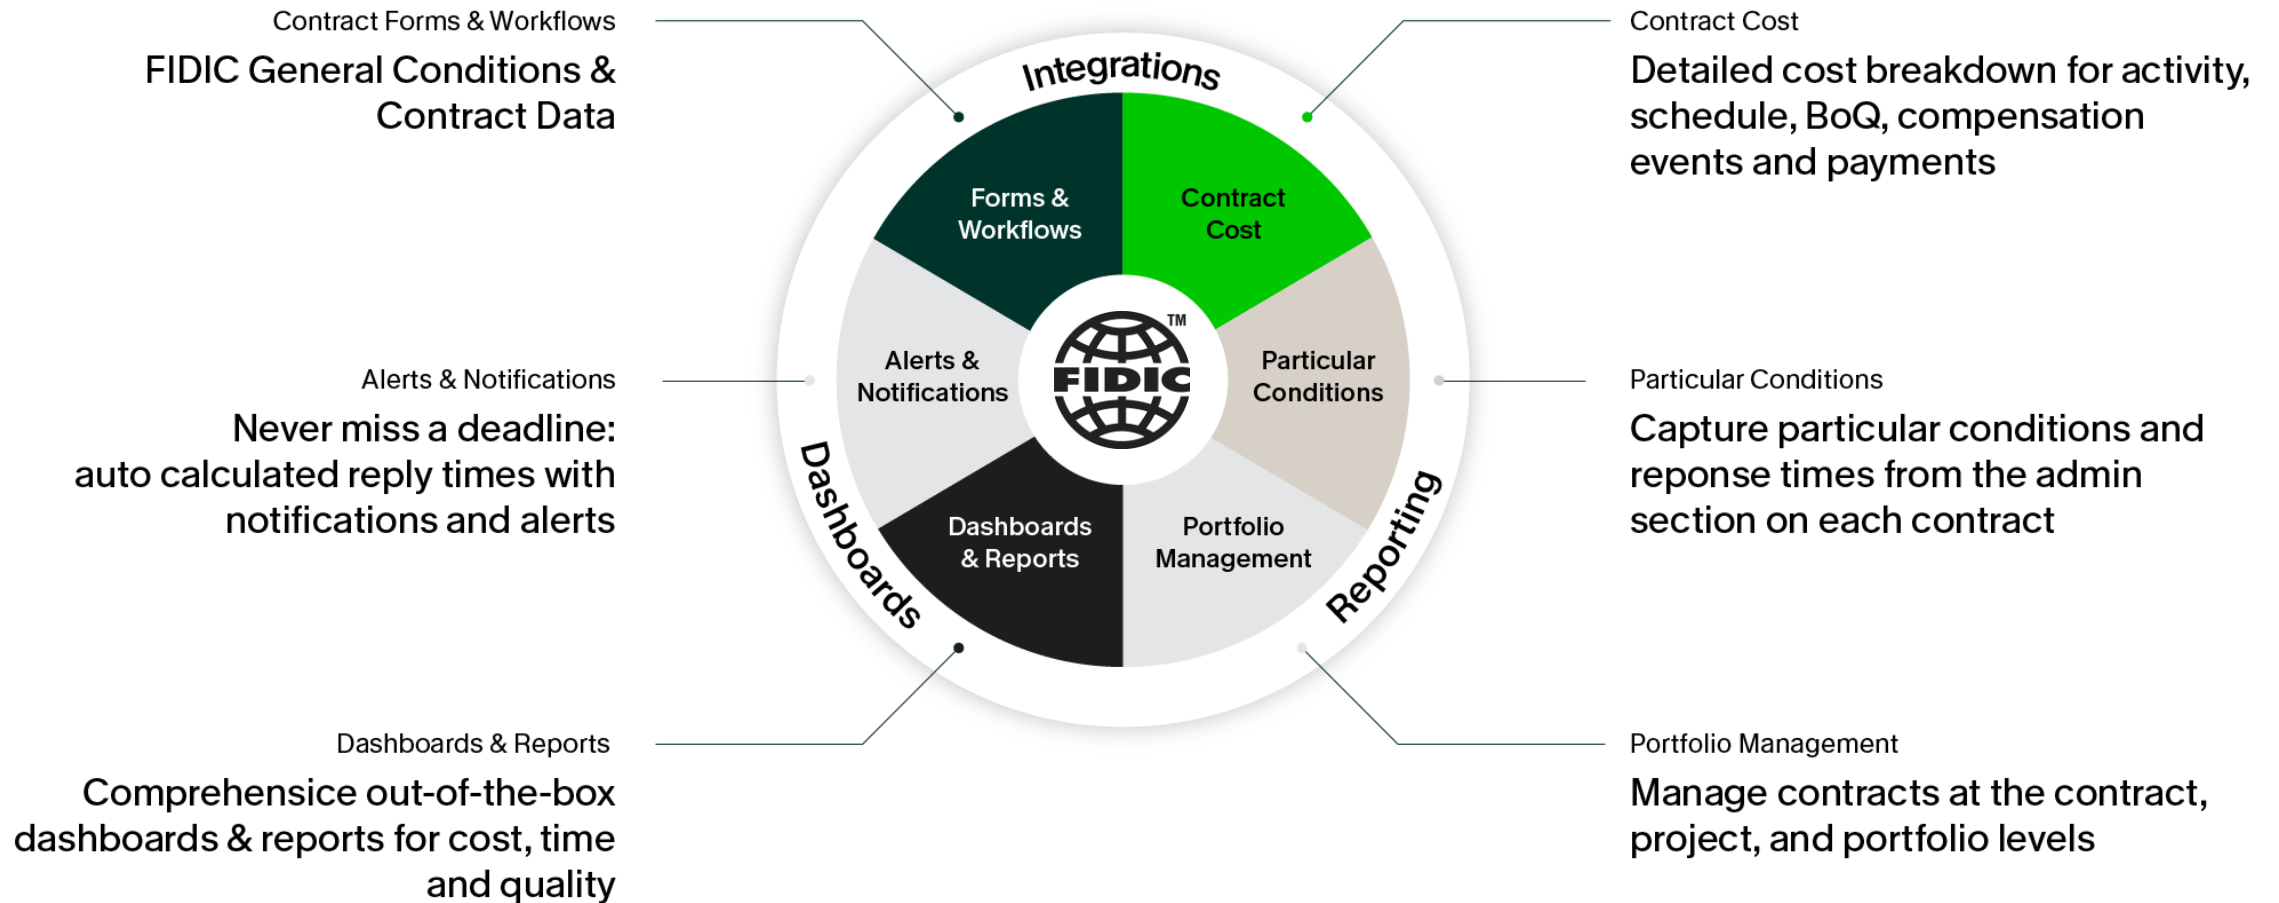 Contract Forms & Workflows
FIDIC General Conditions &
Contract Data
Alerts & Notifications
Never miss a deadline:
auto calculated reply times with
notifications and alerts
Dashboards & Reports
Comprehensice out-of-the-box
dashboards & reports for cost, time
and quality
Integrations
Forms &
Workflows
Contract
Cost
Alerts &
Notifications
FIDIC
TM
Particular
Conditions
Dashboards
& Reports
Portfolio
Management
Dashboards
Reporting
Contract Cost
Detailed cost breakdown for activity,
schedule, BoQ, compensation
events and payments
Particular Conditions
Capture particular conditions and
reponse times from the admin
section on each contract
Portfolio Management
Manage contracts at the contract,
project, and portfolio levels